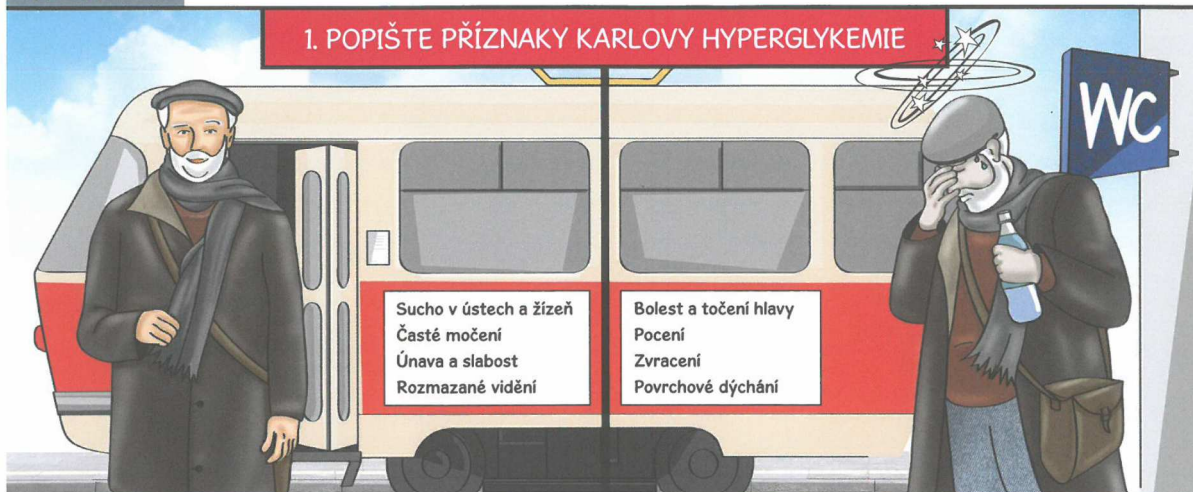 1. POPIŠTE PŘÍZNAKY KARLOVY HYPERGLYKEMIE
WC
Sucho v ústech a žízeň
Časté močení
Únava a slabost
Rozmazané vidění
Bolest a točení hlavy
Pocení
Zvracení
Povrchové dýchání